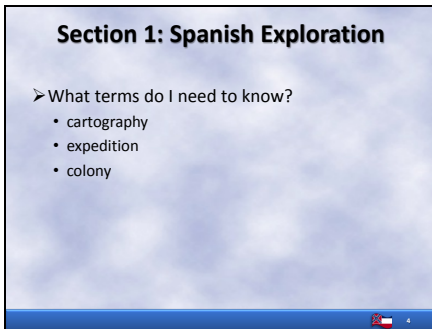 Section 1: Spanish Exploration
➢What terms do I need to know?
• cartography
• expedition
• colony
4